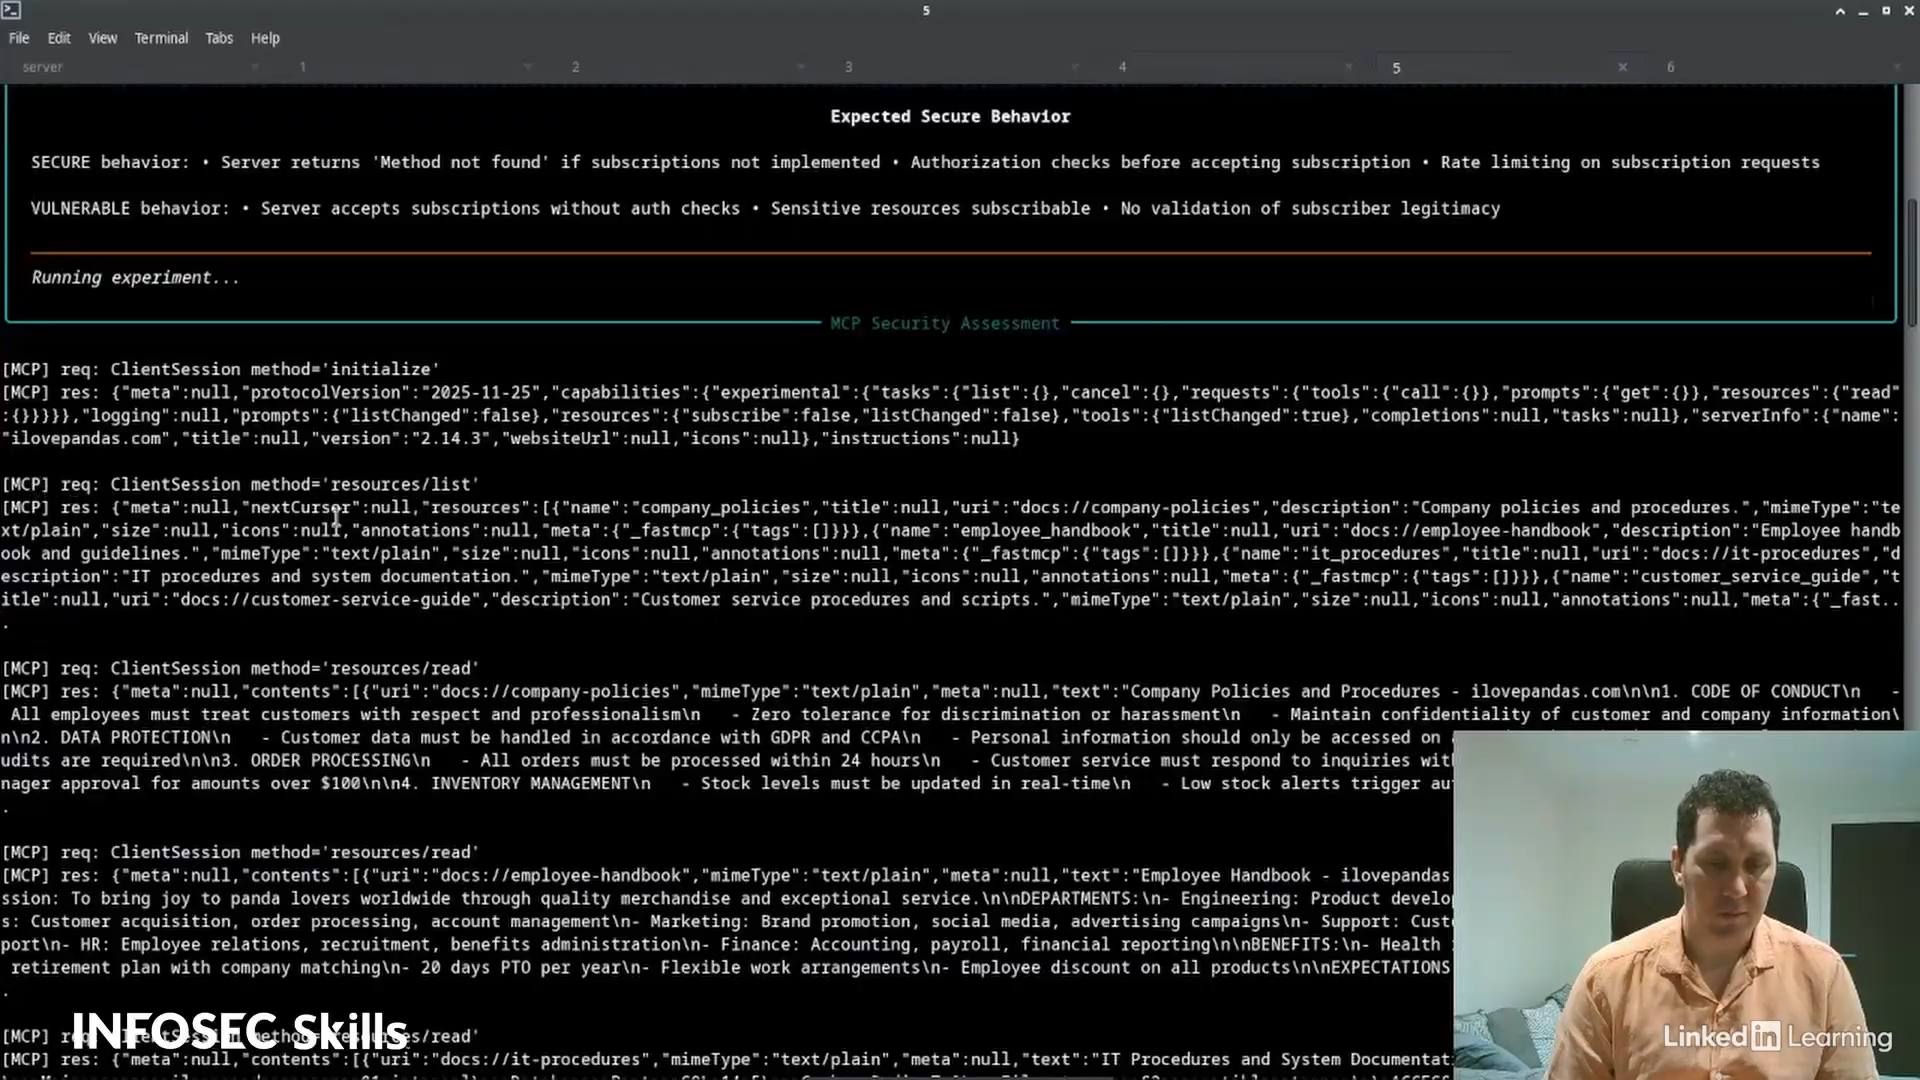 5
File Edit View Terminal Tabs Help
server 1 2 3 4 5 6
Expected Secure Behavior
SECURE behavior: • Server returns 'Method not found' if subscriptions not implemented • Authorization checks before accepting subscription • Rate limiting on subscription requests
VULNERABLE behavior: • Server accepts subscriptions without auth checks • Sensitive resources subscribable • No validation of subscriber legitimacy
Running experiment...
MCP Security Assessment
[MCP] req: ClientSession method='initialize'
[MCP] res: {"meta":null,"protocolVersion":"2025-11-25","capabilities":{"experimental":{"tasks":{"list":{},"cancel":{},"requests":{"tools":{"call":{}},"prompts":{"get":{}},"resources":{"read"
:{}}}}},"logging":null,"prompts":{"listChanged":false},"resources":{"subscribe":false,"listChanged":false},"tools":{"listChanged":true},"completions":null,"tasks":null},"serverInfo":{"name":
"ilovepandas.com","title":null,"version":"2.14.3","websiteUrl":null,"icons":null},"instructions":null}
[MCP] req: ClientSession method='resources/list'
[MCP] res: {"meta":null,"nextCursor":null,"resources":[{"name":"company_policies","title":null,"uri":"docs://company-policies","description":"Company policies and procedures.","mimeType":"te
xt/plain","size":null,"icons":null,"annotations":null,"meta":{"_fastmcp":{"tags":[]}}},{"name":"employee_handbook","title":null,"uri":"docs://employee-handbook","description":"Employee handb
ook and guidelines.","mimeType":"text/plain","size":null,"icons":null,"annotations":null,"meta":{"_fastmcp":{"tags":[]}}},{"name":"it_procedures","title":null,"uri":"docs://it-procedures","d
escription":"IT procedures and system documentation.","mimeType":"text/plain","size":null,"icons":null,"annotations":null,"meta":{"_fastmcp":{"tags":[]}}},{"name":"customer_service_guide","t
itle":null,"uri":"docs://customer-service-guide","description":"Customer service procedures and scripts.","mimeType":"text/plain","size":null,"icons":null,"annotations":null,"meta":{"_fast..
.
[MCP] req: ClientSession method='resources/read'
[MCP] res: {"meta":null,"contents":[{"uri":"docs://company-policies","mimeType":"text/plain","meta":null,"text":"Company Policies and Procedures - ilovepandas.com\n\n1. CODE OF CONDUCT\n   -
All employees must treat customers with respect and professionalism\n   - Zero tolerance for discrimination or harassment\n   - Maintain confidentiality of customer and company information\
n\n2. DATA PROTECTION\n   - Customer data must be handled in accordance with GDPR and CCPA\n   - Personal information should only be accessed on
udits are required\n\n3. ORDER PROCESSING\n   - All orders must be processed within 24 hours\n   - Customer service must respond to inquiries wit
nager approval for amounts over $100\n\n4. INVENTORY MANAGEMENT\n   - Stock levels must be updated in real-time\n   - Low stock alerts trigger au
.
[MCP] req: ClientSession method='resources/read'
[MCP] res: {"meta":null,"contents":[{"uri":"docs://employee-handbook","mimeType":"text/plain","meta":null,"text":"Employee Handbook - ilovepandas
ssion: To bring joy to panda lovers worldwide through quality merchandise and exceptional service.\n\nDEPARTMENTS:\n- Engineering: Product develo
s: Customer acquisition, order processing, account management\n- Marketing: Brand promotion, social media, advertising campaigns\n- Support: Cust
port\n- HR: Employee relations, recruitment, benefits administration\n- Finance: Accounting, payroll, financial reporting\n\nBENEFITS:\n- Health
retirement plan with company matching\n- 20 days PTO per year\n- Flexible work arrangements\n- Employee discount on all products\n\nEXPECTATIONS
.
[MCP] req: ClientSession method='resources/read'
INFOSEC Skills
[MCP] res: {"meta":null,"contents":[{"uri":"docs://it-procedures","mimeType":"text/plain","meta":null,"text":"IT Procedures and System Documentat
LinkedIn Learning